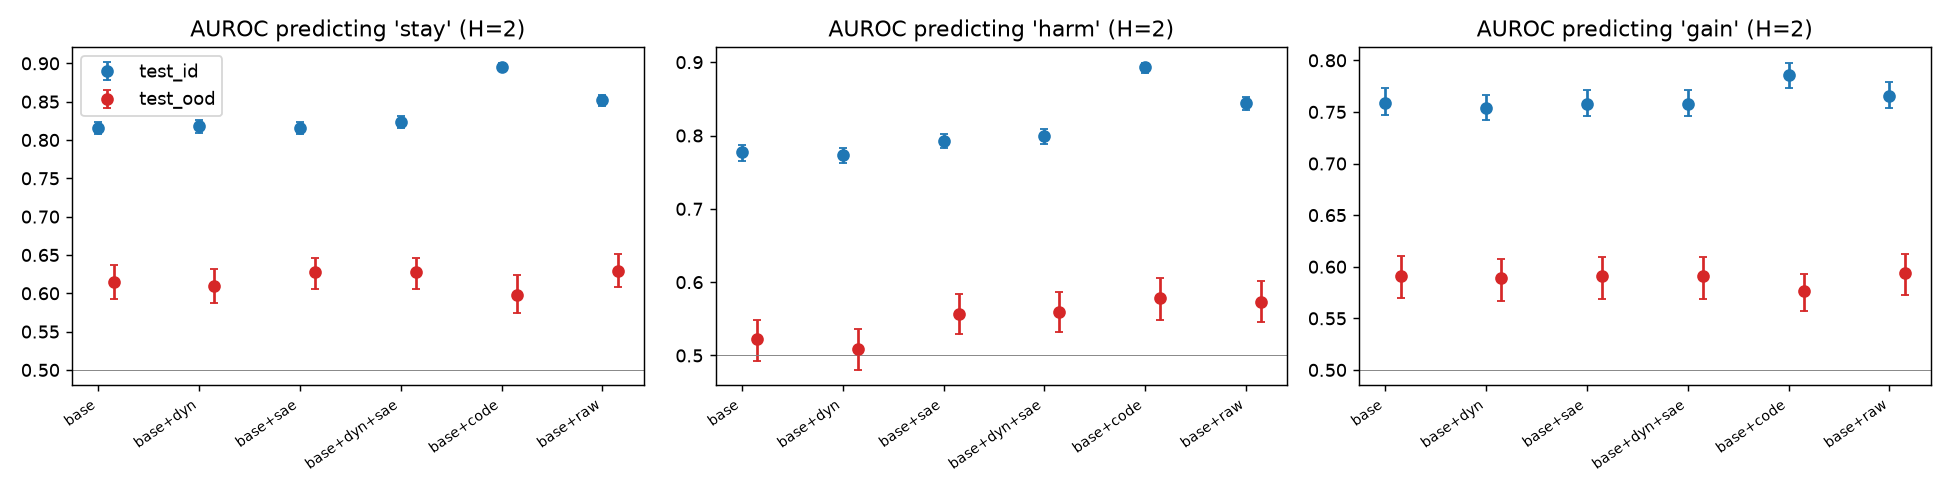 AUROC predicting 'stay' (H=2)
0.90
0.85
0.80
0.75
0.70
0.65
0.60
0.55
0.50
test_id
test_ood
base
base+dyn
base+sae
base+dyn+sae
base+code
base+raw
AUROC predicting 'harm' (H=2)
0.9
0.8
0.7
0.6
0.5
base
base+dyn
base+sae
base+dyn+sae
base+code
base+raw
AUROC predicting 'gain' (H=2)
0.80
0.75
0.70
0.65
0.60
0.55
0.50
base
base+dyn
base+sae
base+dyn+sae
base+code
base+raw